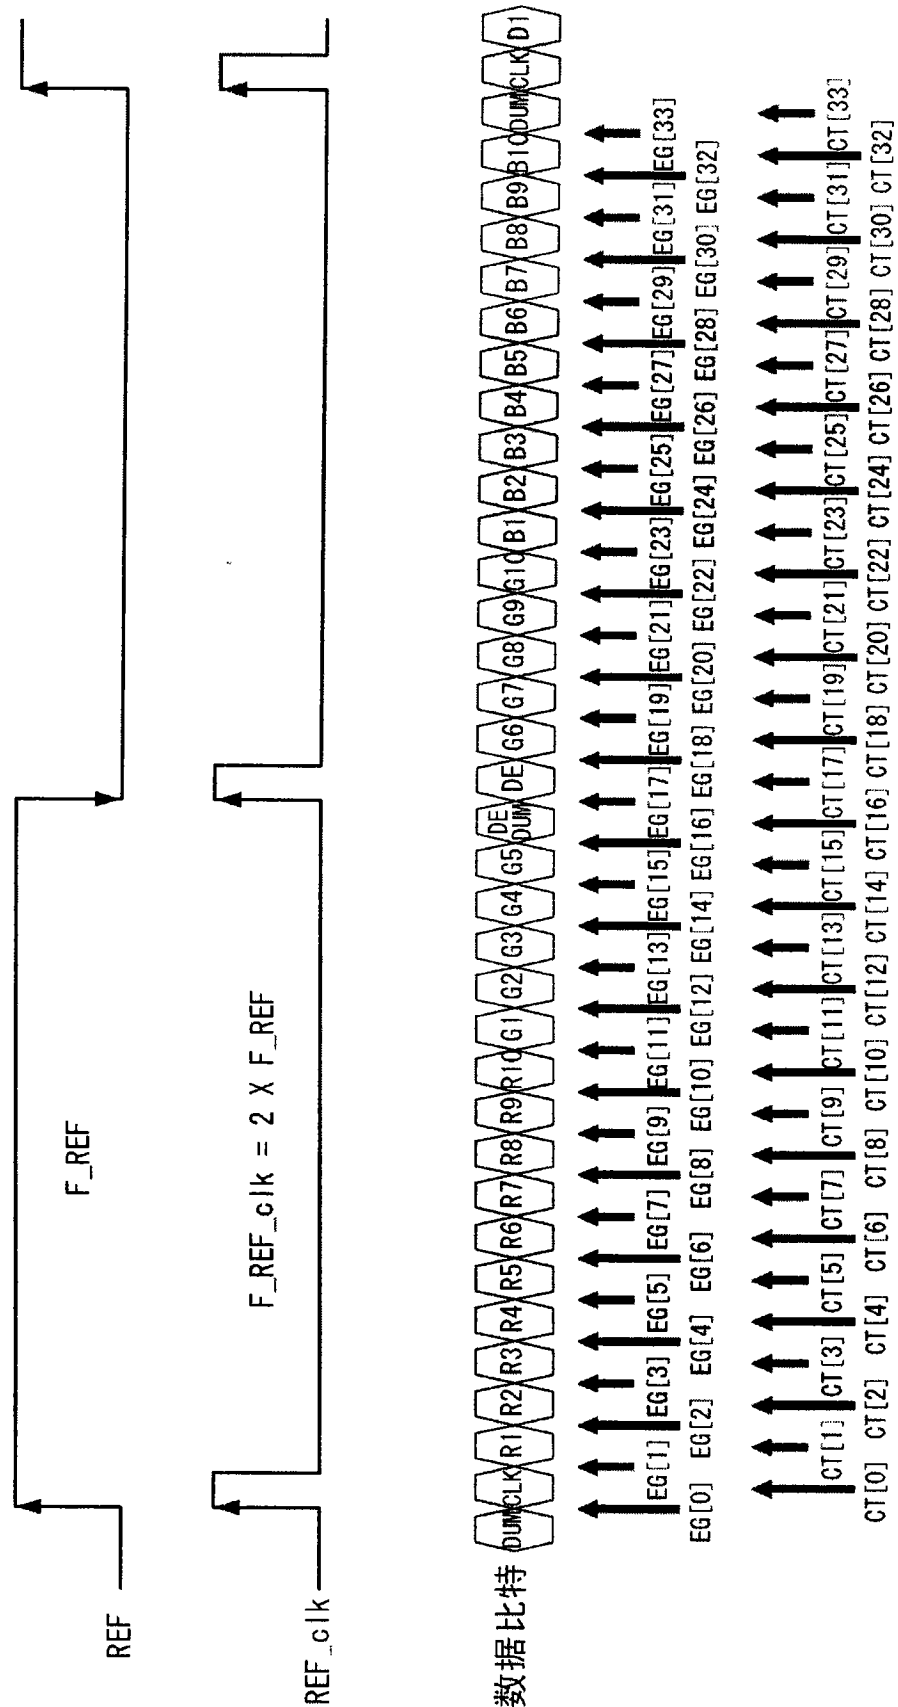 REF
F_REF
REF_clk
F_REF_clk = 2 X F_REF
数据比特 DUM CLK R1 R2 R3 R4 R5 R6 R7 R8 R9 R10 G1 G2 G3 G4 G5 DE DUM DE G6 G7 G8 G9 G10 B1 B2 B3 B4 B5 B6 B7 B8 B9 B10 DUM CLK D1
EG[1] EG[3] EG[5] EG[7] EG[9] EG[11] EG[13] EG[15] EG[17] EG[19] EG[21] EG[23] EG[25] EG[27] EG[29] EG[31] EG[33]
EG[0] EG[2] EG[4] EG[6] EG[8] EG[10] EG[12] EG[14] EG[16] EG[18] EG[20] EG[22] EG[24] EG[26] EG[28] EG[30] EG[32]
CT[1] CT[3] CT[5] CT[7] CT[9] CT[11] CT[13] CT[15] CT[17] CT[19] CT[21] CT[23] CT[25] CT[27] CT[29] CT[31] CT[33]
CT[0] CT[2] CT[4] CT[6] CT[8] CT[10] CT[12] CT[14] CT[16] CT[18] CT[20] CT[22] CT[24] CT[26] CT[28] CT[30] CT[32]